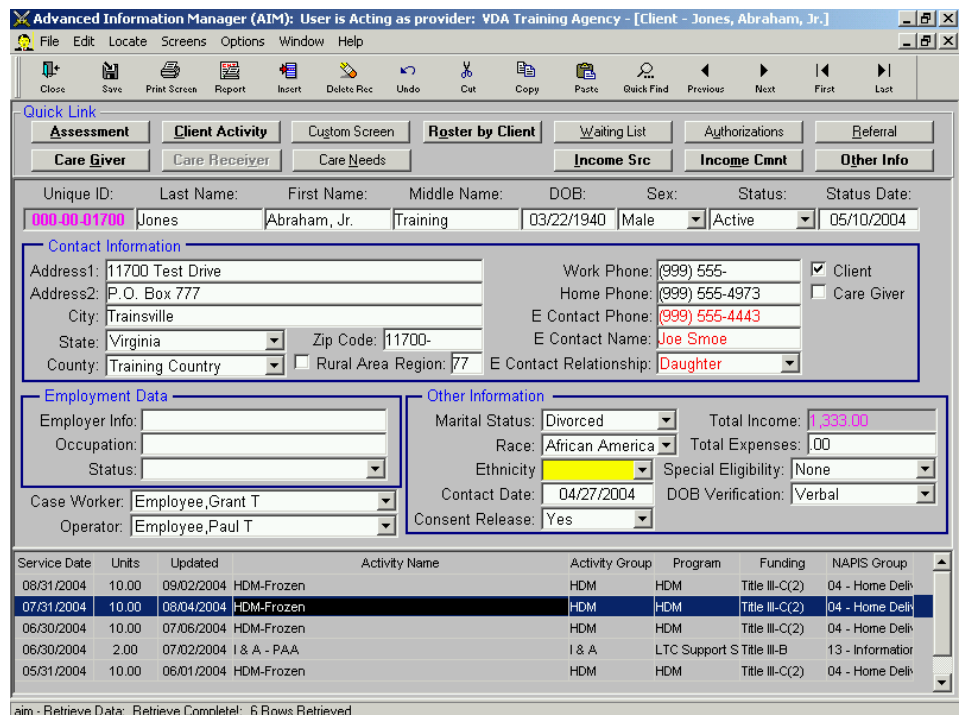 Advanced Information Manager (AIM): User is Acting as provider: VDA Training Agency - [Client - Jones, Abraham, Jr.]
File Edit Locate Screens Options Window Help
Close Save Print Screen Report Insert Delete Rec Undo Cut Copy Paste Quick Find Previous Next First Last
Quick Link
Assessment Client Activity Custom Screen Roster by Client Waiting List Authorizations Referral
Care Giver Care Receiver Care Needs Income Src Income Cmnt Other Info
Unique ID: Last Name: First Name: Middle Name: DOB: Sex: Status: Status Date:
000-00-01700 Jones Abraham, Jr. Training 03/22/1940 Male Active 05/10/2004
Contact Information
Address1: 11700 Test Drive Work Phone: (999) 555- Client
Address2: P.O. Box 777 Home Phone: (999) 555-4973 Care Giver
City: Trainsville E Contact Phone: (999) 555-4443
State: Virginia Zip Code: 11700- E Contact Name: Joe Smoe
County: Training Country Rural Area Region: 77 E Contact Relationship: Daughter
Employment Data Other Information
Employer Info: Marital Status: Divorced Total Income: 1,333.00
Occupation: Race: African America Total Expenses: .00
Status: Ethnicity Special Eligibility: None
Case Worker: Employee,Grant T Contact Date: 04/27/2004 DOB Verification: Verbal
Operator: Employee,Paul T Consent Release: Yes
Service Date Units Updated Activity Name Activity Group Program Funding NAPIS Group
08/31/2004 10.00 09/02/2004 HDM-Frozen HDM HDM Title III-C(2) 04 - Home Deliv
07/31/2004 10.00 08/04/2004 HDM-Frozen HDM HDM Title III-C(2) 04 - Home Deliv
06/30/2004 10.00 07/06/2004 HDM-Frozen HDM HDM Title III-C(2) 04 - Home Deliv
06/30/2004 2.00 07/02/2004 I & A - PAA I & A LTC Support S Title III-B 13 - Information
05/31/2004 10.00 06/01/2004 HDM-Frozen HDM HDM Title III-C(2) 04 - Home Deliv
aim - Retrieve Data: Retrieve Complete!: 6 Rows Retrieved